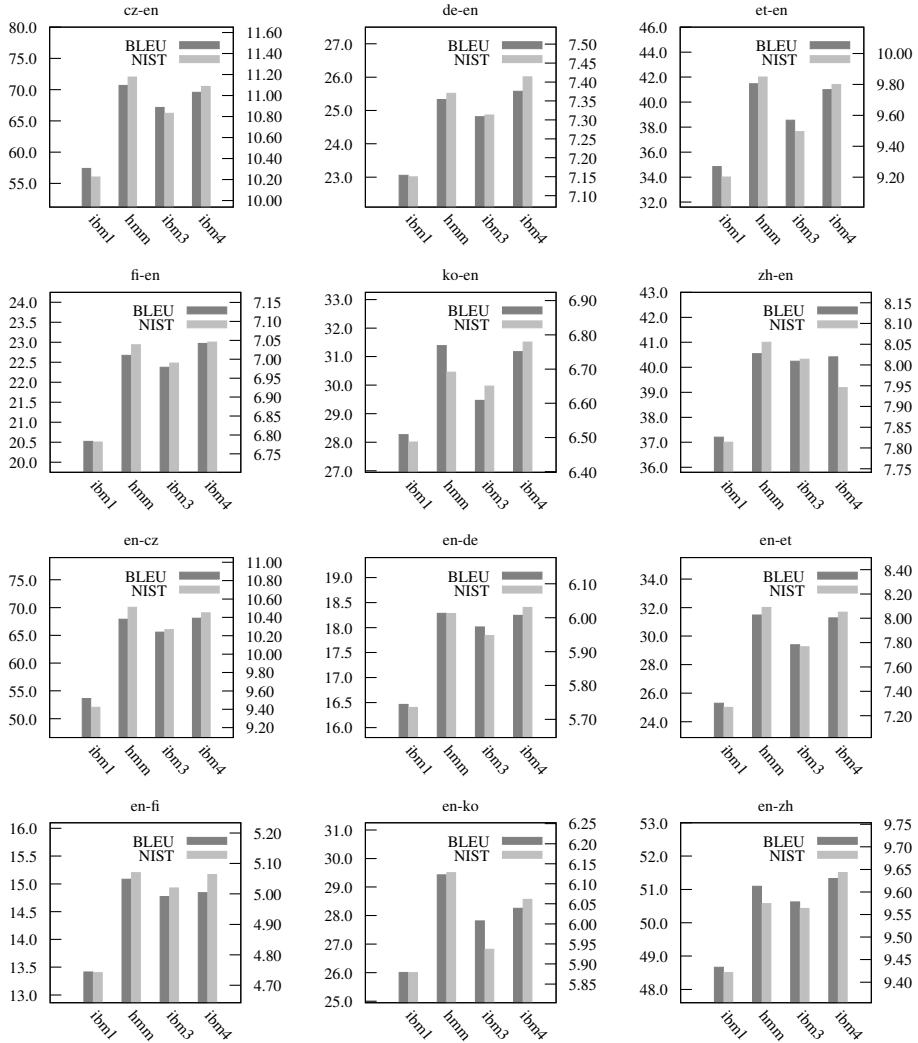 cz-en
80.0
75.0
70.0
65.0
60.0
55.0
BLEU
NIST
11.60
11.40
11.20
11.00
10.80
10.60
10.40
10.20
10.00
ibm1
hmm
ibm3
ibm4
de-en
27.0
26.0
25.0
24.0
23.0
BLEU
NIST
7.50
7.45
7.40
7.35
7.30
7.25
7.20
7.15
7.10
ibm1
hmm
ibm3
ibm4
et-en
46.0
44.0
42.0
40.0
38.0
36.0
34.0
32.0
BLEU
NIST
10.00
9.80
9.60
9.40
9.20
ibm1
hmm
ibm3
ibm4
fi-en
24.0
23.5
23.0
22.5
22.0
21.5
21.0
20.5
20.0
BLEU
NIST
7.15
7.10
7.05
7.00
6.95
6.90
6.85
6.80
6.75
ibm1
hmm
ibm3
ibm4
ko-en
33.0
32.0
31.0
30.0
29.0
28.0
27.0
BLEU
NIST
6.90
6.80
6.70
6.60
6.50
6.40
ibm1
hmm
ibm3
ibm4
zh-en
43.0
42.0
41.0
40.0
39.0
38.0
37.0
36.0
BLEU
NIST
8.15
8.10
8.05
8.00
7.95
7.90
7.85
7.80
7.75
ibm1
hmm
ibm3
ibm4
en-cz
75.0
70.0
65.0
60.0
55.0
50.0
BLEU
NIST
11.00
10.80
10.60
10.40
10.20
10.00
9.80
9.60
9.40
9.20
ibm1
hmm
ibm3
ibm4
en-de
19.0
18.5
18.0
17.5
17.0
16.5
16.0
BLEU
NIST
6.10
6.00
5.90
5.80
5.70
ibm1
hmm
ibm3
ibm4
en-et
34.0
32.0
30.0
28.0
26.0
24.0
BLEU
NIST
8.40
8.20
8.00
7.80
7.60
7.40
7.20
ibm1
hmm
ibm3
ibm4
en-fi
16.0
15.5
15.0
14.5
14.0
13.5
13.0
BLEU
NIST
5.20
5.10
5.00
4.90
4.80
4.70
ibm1
hmm
ibm3
ibm4
en-ko
31.0
30.0
29.0
28.0
27.0
26.0
25.0
BLEU
NIST
6.25
6.20
6.15
6.10
6.05
6.00
5.95
5.90
5.85
ibm1
hmm
ibm3
ibm4
en-zh
53.0
52.0
51.0
50.0
49.0
48.0
BLEU
NIST
9.75
9.70
9.65
9.60
9.55
9.50
9.45
9.40
ibm1
hmm
ibm3
ibm4